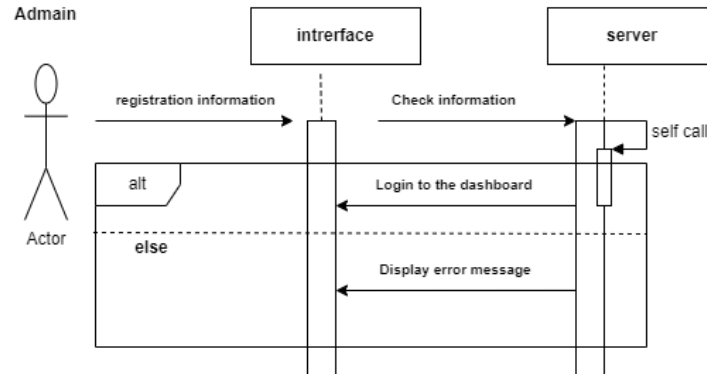 Admain
intrerface
server
registration information
Check information
self call
alt
Login to the dashboard
Actor
else
Display error message